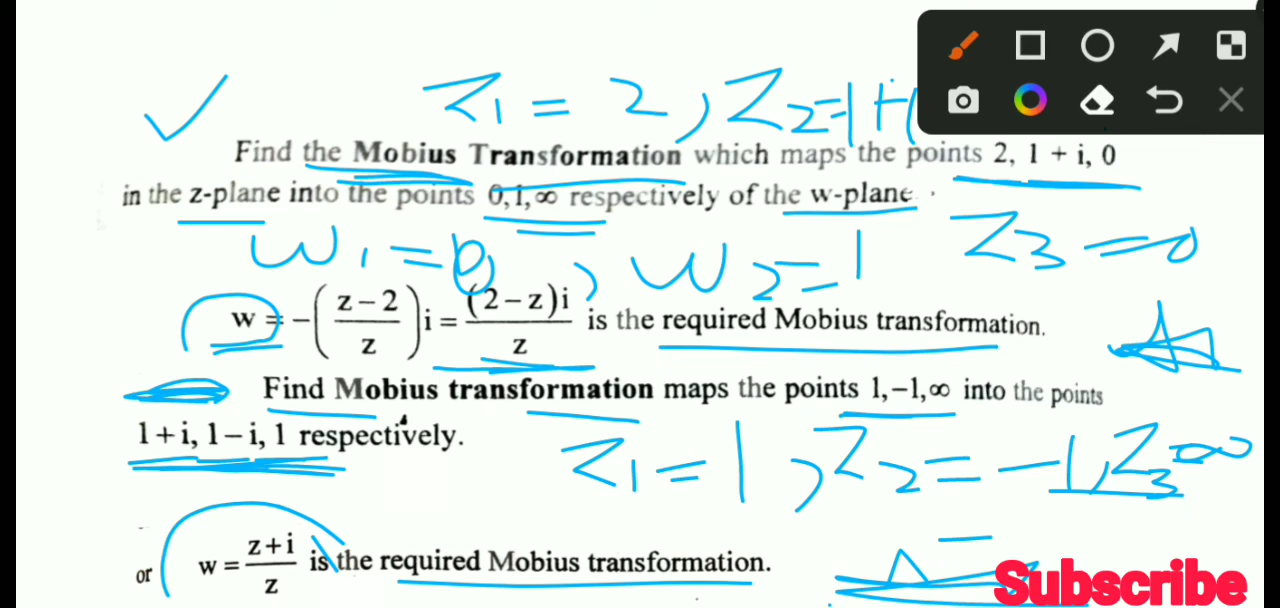 z₁ = 2, z₂=1+i
Find the Mobius Transformation which maps the points 2, 1 + i, 0
in the z-plane into the points 0,1,∞ respectively of the w-plane .
w₁ = 0, w₂=1 z₃=0
w = −((z−2)/z)i = (2−z)i/z is the required Mobius transformation.
Find Mobius transformation maps the points 1,−1,∞ into the points
1+i, 1−i, 1 respectively.
z₁ = 1, z₂ = −1, z₃=∞
or w = (z+i)/z is the required Mobius transformation.
Subscribe